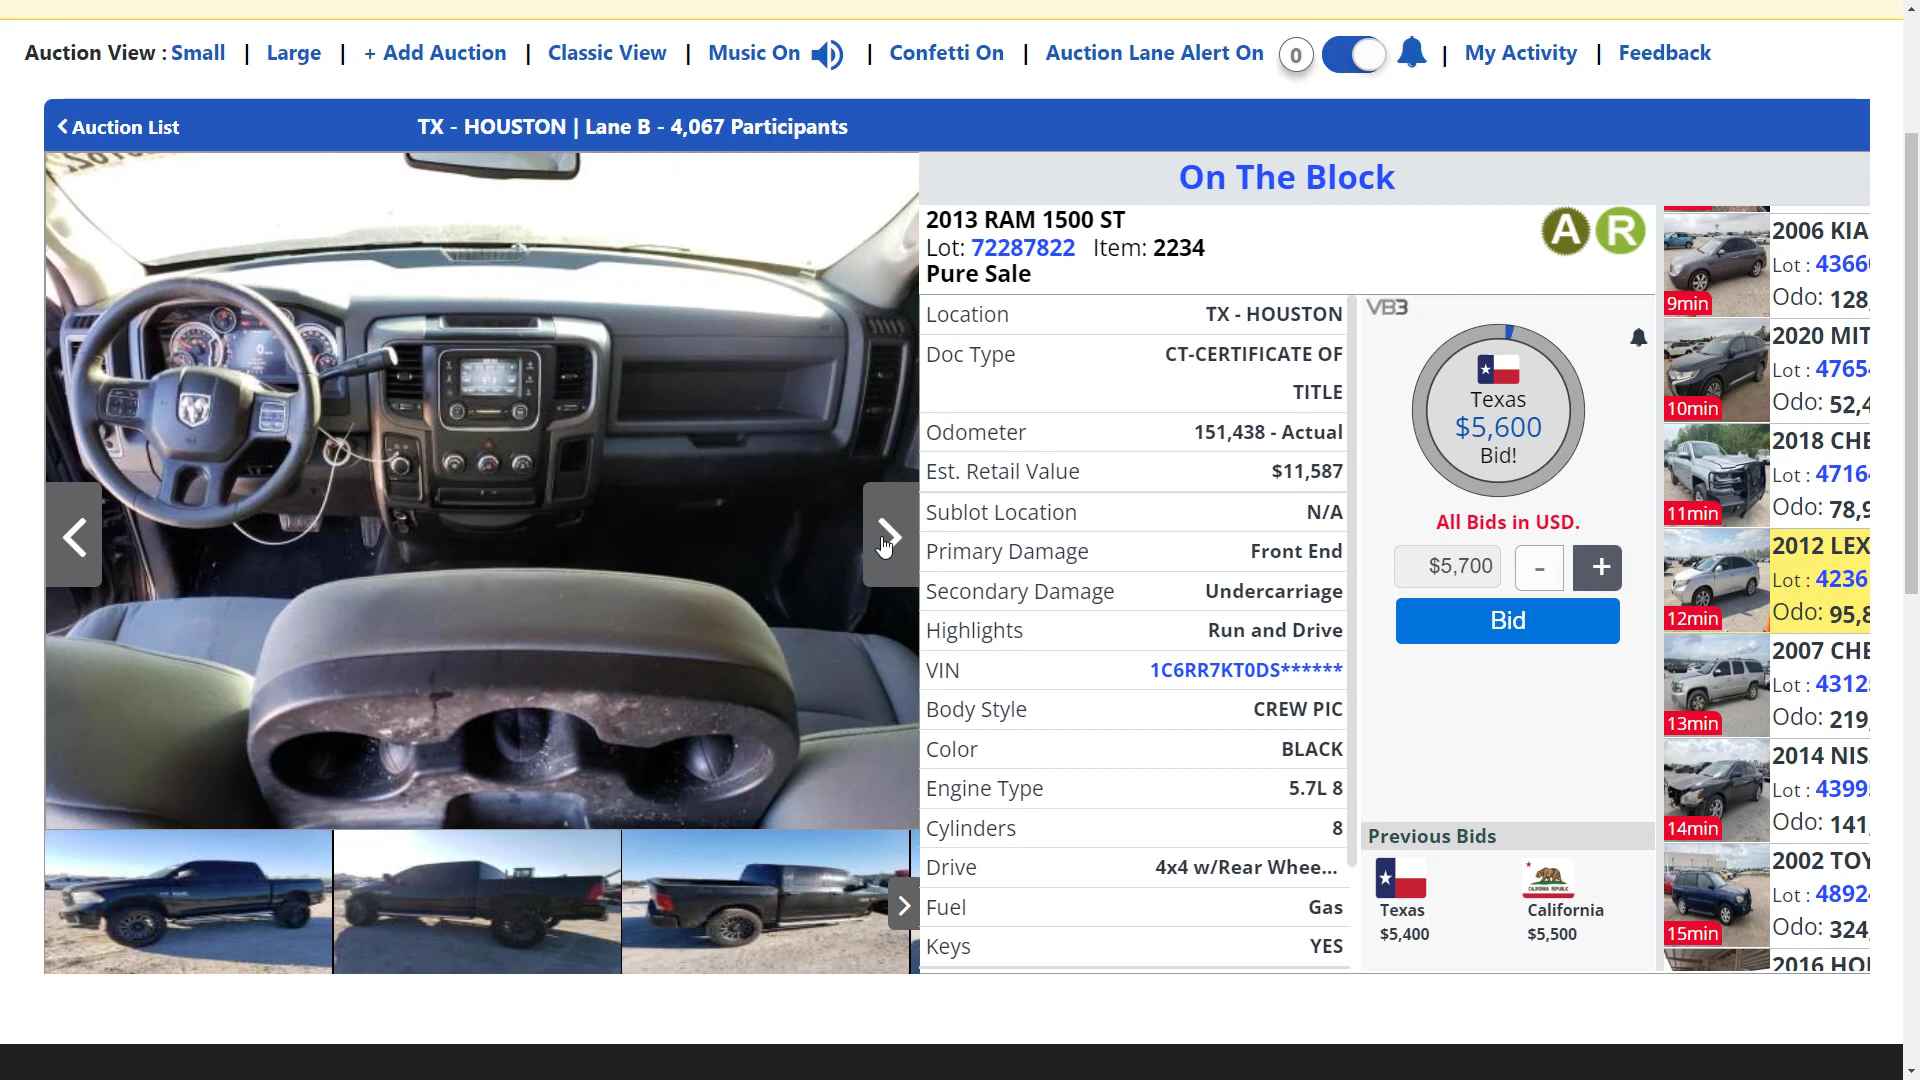 Auction View : Small | Large | + Add Auction | Classic View | Music On | Confetti On | Auction Lane Alert On 0 | My Activity | Feedback
Auction List
TX - HOUSTON | Lane B - 4,067 Participants
On The Block
2013 RAM 1500 ST
Lot: 72287822 Item: 2234
Pure Sale
A R
Location TX - HOUSTON
Doc Type CT-CERTIFICATE OF
TITLE
Odometer 151,438 - Actual
Est. Retail Value $11,587
Sublot Location N/A
Primary Damage Front End
Secondary Damage Undercarriage
Highlights Run and Drive
VIN 1C6RR7KT0DS******
Body Style CREW PIC
Color BLACK
Engine Type 5.7L 8
Cylinders 8
Drive 4x4 w/Rear Whee...
Fuel Gas
Keys YES
VB3
Texas
$5,600
Bid!
All Bids in USD.
$5,700 - +
Bid
Previous Bids
Texas
$5,400
California
$5,500
2006 KIA
Lot : 4366
Odo: 128,
9min
2020 MIT
Lot : 4765
Odo: 52,4
10min
2018 CHE
Lot : 4716
Odo: 78,9
11min
2012 LEX
Lot : 4236
Odo: 95,8
12min
2007 CHE
Lot : 4312
Odo: 219,
13min
2014 NIS
Lot : 4399
Odo: 141,
14min
2002 TOY
Lot : 4892
Odo: 324,
15min
2016 HO